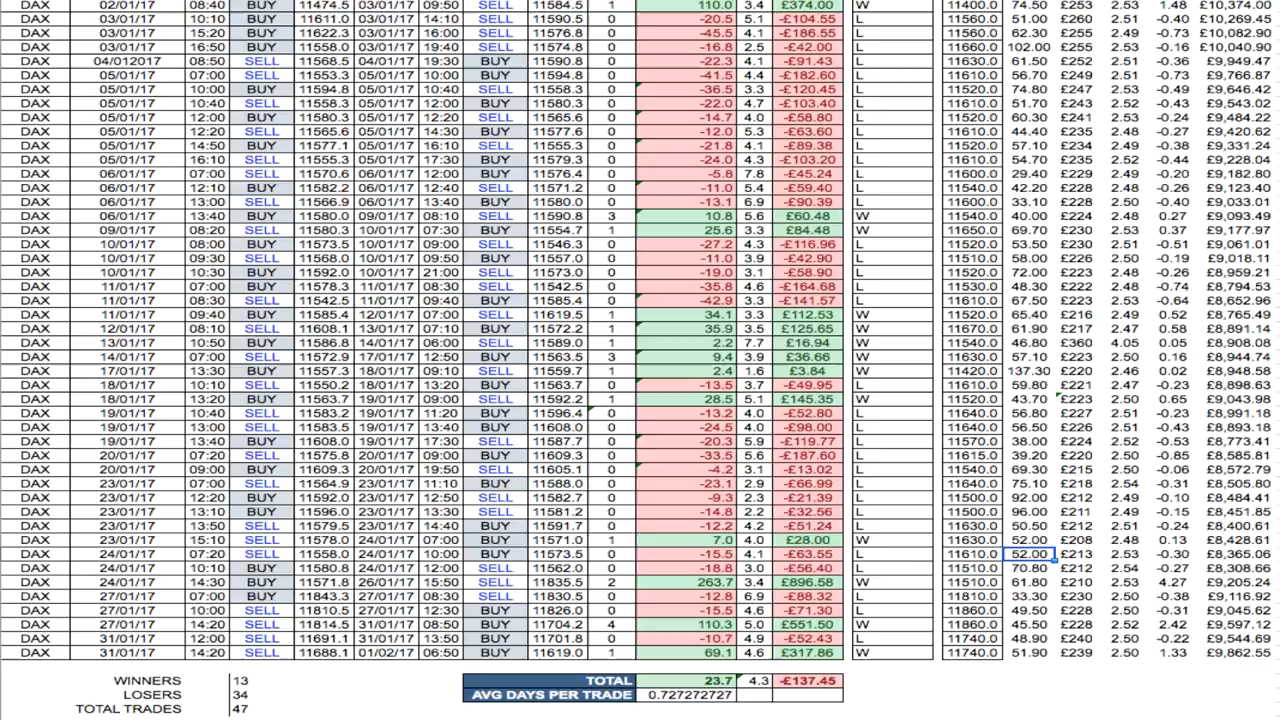 DAX 02/01/17 08:40 BUY 11474.5 03/01/17 09:50 SELL 11584.5 1 110.0 3.4 £374.00 W 11400.0 74.50 £253 2.53 1.48 £10,374.00
DAX 03/01/17 10:10 BUY 11611.0 03/01/17 14:10 SELL 11590.5 0 -20.5 5.1 -£104.55 L 11560.0 51.00 £260 2.51 -0.40 £10,269.45
DAX 03/01/17 15:20 BUY 11622.3 03/01/17 16:00 SELL 11576.8 0 -45.5 4.1 -£186.55 L 11560.0 62.30 £255 2.49 -0.73 £10,082.90
DAX 03/01/17 16:50 BUY 11558.0 03/01/17 19:40 SELL 11574.8 0 -16.8 2.5 -£42.00 L 11660.0 102.00 £255 2.53 -0.16 £10,040.90
DAX 04/012017 08:50 SELL 11568.5 04/01/17 19:30 BUY 11590.8 0 -22.3 4.1 -£91.43 L 11630.0 61.50 £252 2.51 -0.36 £9,949.47
DAX 05/01/17 07:00 SELL 11553.3 05/01/17 10:00 BUY 11594.8 0 -41.5 4.4 -£182.60 L 11610.0 56.70 £249 2.51 -0.73 £9,766.87
DAX 05/01/17 10:00 BUY 11594.8 05/01/17 10:40 SELL 11558.3 0 -36.5 3.3 -£120.45 L 11520.0 74.80 £247 2.53 -0.49 £9,646.42
DAX 05/01/17 10:40 SELL 11558.3 05/01/17 12:00 BUY 11580.3 0 -22.0 4.7 -£103.40 L 11610.0 51.70 £243 2.52 -0.43 £9,543.02
DAX 05/01/17 12:00 BUY 11580.3 05/01/17 12:20 SELL 11565.6 0 -14.7 4.0 -£58.80 L 11520.0 60.30 £241 2.53 -0.24 £9,484.22
DAX 05/01/17 12:20 SELL 11565.6 05/01/17 14:30 BUY 11577.6 0 -12.0 5.3 -£63.60 L 11610.0 44.40 £235 2.48 -0.27 £9,420.62
DAX 05/01/17 14:50 BUY 11577.1 05/01/17 16:10 SELL 11555.3 0 -21.8 4.1 -£89.38 L 11520.0 57.10 £234 2.49 -0.38 £9,331.24
DAX 05/01/17 16:10 SELL 11555.3 05/01/17 17:30 BUY 11579.3 0 -24.0 4.3 -£103.20 L 11610.0 54.70 £235 2.52 -0.44 £9,228.04
DAX 06/01/17 07:00 SELL 11570.6 06/01/17 12:00 BUY 11576.4 0 -5.8 7.8 -£45.24 L 11600.0 29.40 £229 2.49 -0.20 £9,182.80
DAX 06/01/17 12:10 BUY 11582.2 06/01/17 12:40 SELL 11571.2 0 -11.0 5.4 -£59.40 L 11540.0 42.20 £228 2.48 -0.26 £9,123.40
DAX 06/01/17 13:00 SELL 11566.9 06/01/17 13:40 BUY 11580.0 0 -13.1 6.9 -£90.39 L 11600.0 33.10 £228 2.50 -0.40 £9,033.01
DAX 06/01/17 13:40 BUY 11580.0 09/01/17 08:10 SELL 11590.8 3 10.8 5.6 £60.48 W 11540.0 40.00 £224 2.48 0.27 £9,093.49
DAX 09/01/17 08:20 SELL 11580.3 10/01/17 07:30 BUY 11554.7 1 25.6 3.3 £84.48 W 11650.0 69.70 £230 2.53 0.37 £9,177.97
DAX 10/01/17 08:00 BUY 11573.5 10/01/17 09:00 SELL 11546.3 0 -27.2 4.3 -£116.96 L 11520.0 53.50 £230 2.51 -0.51 £9,061.01
DAX 10/01/17 09:30 BUY 11568.0 10/01/17 09:50 SELL 11557.0 0 -11.0 3.9 -£42.90 L 11510.0 58.00 £226 2.50 -0.19 £9,018.11
DAX 10/01/17 10:30 BUY 11592.0 10/01/17 21:00 SELL 11573.0 0 -19.0 3.1 -£58.90 L 11520.0 72.00 £223 2.48 -0.26 £8,959.21
DAX 11/01/17 07:00 BUY 11578.3 11/01/17 08:30 SELL 11542.5 0 -35.8 4.6 -£164.68 L 11530.0 48.30 £222 2.48 -0.74 £8,794.53
DAX 11/01/17 08:30 SELL 11542.5 11/01/17 09:40 BUY 11585.4 0 -42.9 3.3 -£141.57 L 11610.0 67.50 £223 2.53 -0.64 £8,652.96
DAX 11/01/17 09:40 BUY 11585.4 12/01/17 07:00 SELL 11619.5 1 34.1 3.3 £112.53 W 11520.0 65.40 £216 2.49 0.52 £8,765.49
DAX 12/01/17 08:10 SELL 11608.1 13/01/17 07:10 BUY 11572.2 1 35.9 3.5 £125.65 W 11670.0 61.90 £217 2.47 0.58 £8,891.14
DAX 13/01/17 10:50 BUY 11586.8 14/01/17 06:00 SELL 11589.0 1 2.2 7.7 £16.94 W 11540.0 46.80 £360 4.05 0.05 £8,908.08
DAX 14/01/17 07:00 SELL 11572.9 17/01/17 12:50 BUY 11563.5 3 9.4 3.9 £36.66 W 11630.0 57.10 £223 2.50 0.16 £8,944.74
DAX 17/01/17 13:30 BUY 11557.3 18/01/17 09:10 SELL 11559.7 1 2.4 1.6 £3.84 W 11420.0 137.30 £220 2.46 0.02 £8,948.58
DAX 18/01/17 10:10 SELL 11550.2 18/01/17 13:20 BUY 11563.7 0 -13.5 3.7 -£49.95 L 11610.0 59.80 £221 2.47 -0.23 £8,898.63
DAX 18/01/17 13:20 BUY 11563.7 19/01/17 09:00 SELL 11592.2 1 28.5 5.1 £145.35 W 11520.0 43.70 £223 2.50 0.65 £9,043.98
DAX 19/01/17 10:40 SELL 11583.2 19/01/17 11:20 BUY 11596.4 0 -13.2 4.0 -£52.80 L 11640.0 56.80 £227 2.51 -0.23 £8,991.18
DAX 19/01/17 13:00 SELL 11583.5 19/01/17 13:40 BUY 11608.0 0 -24.5 4.0 -£98.00 L 11640.0 56.50 £226 2.51 -0.43 £8,893.18
DAX 19/01/17 13:40 BUY 11608.0 19/01/17 17:30 SELL 11587.7 0 -20.3 5.9 -£119.77 L 11570.0 38.00 £224 2.52 -0.53 £8,773.41
DAX 20/01/17 07:20 SELL 11575.8 20/01/17 09:00 BUY 11609.3 0 -33.5 5.6 -£187.60 L 11615.0 39.20 £220 2.50 -0.85 £8,585.81
DAX 20/01/17 09:00 BUY 11609.3 20/01/17 19:50 SELL 11605.1 0 -4.2 3.1 -£13.02 L 11540.0 69.30 £215 2.50 -0.06 £8,572.79
DAX 23/01/17 07:00 SELL 11564.9 23/01/17 11:10 BUY 11588.0 0 -23.1 2.9 -£66.99 L 11640.0 75.10 £218 2.54 -0.31 £8,505.80
DAX 23/01/17 12:20 BUY 11592.0 23/01/17 12:50 SELL 11582.7 0 -9.3 2.3 -£21.39 L 11500.0 92.00 £212 2.49 -0.10 £8,484.41
DAX 23/01/17 13:10 BUY 11596.0 23/01/17 13:30 SELL 11581.2 0 -14.8 2.2 -£32.56 L 11500.0 96.00 £211 2.49 -0.15 £8,451.85
DAX 23/01/17 13:50 SELL 11579.5 23/01/17 14:40 BUY 11591.7 0 -12.2 4.2 -£51.24 L 11630.0 50.50 £212 2.51 -0.24 £8,400.61
DAX 23/01/17 15:10 SELL 11578.0 24/01/17 07:00 BUY 11571.0 1 7.0 4.0 £28.00 W 11630.0 52.00 £208 2.48 0.13 £8,428.61
DAX 24/01/17 07:20 SELL 11558.0 24/01/17 10:00 BUY 11573.5 0 -15.5 4.1 -£63.55 L 11610.0 52.00 £213 2.53 -0.30 £8,365.06
DAX 24/01/17 10:10 BUY 11580.8 24/01/17 12:00 SELL 11562.0 0 -18.8 3.0 -£56.40 L 11510.0 70.80 £212 2.54 -0.27 £8,308.66
DAX 24/01/17 14:30 BUY 11571.8 26/01/17 15:50 SELL 11835.5 2 263.7 3.4 £896.58 W 11510.0 61.80 £210 2.53 4.27 £9,205.24
DAX 27/01/17 07:00 BUY 11843.3 27/01/17 08:30 SELL 11830.5 0 -12.8 6.9 -£88.32 L 11810.0 33.30 £230 2.50 -0.38 £9,116.92
DAX 27/01/17 10:00 SELL 11810.5 27/01/17 12:30 BUY 11826.0 0 -15.5 4.6 -£71.30 L 11860.0 49.50 £228 2.50 -0.31 £9,045.62
DAX 27/01/17 14:20 SELL 11814.5 31/01/17 08:50 BUY 11704.2 4 110.3 5.0 £551.50 W 11860.0 45.50 £228 2.52 2.42 £9,597.12
DAX 31/01/17 12:00 SELL 11691.1 31/01/17 13:50 BUY 11701.8 0 -10.7 4.9 -£52.43 L 11740.0 48.90 £240 2.50 -0.22 £9,544.69
DAX 31/01/17 14:20 SELL 11688.1 01/02/17 06:50 BUY 11619.0 1 69.1 4.6 £317.86 W 11740.0 51.90 £239 2.50 1.33 £9,862.55
WINNERS 13 TOTAL 23.7 4.3 -£137.45
LOSERS 34 AVG DAYS PER TRADE 0.727272727
TOTAL TRADES 47